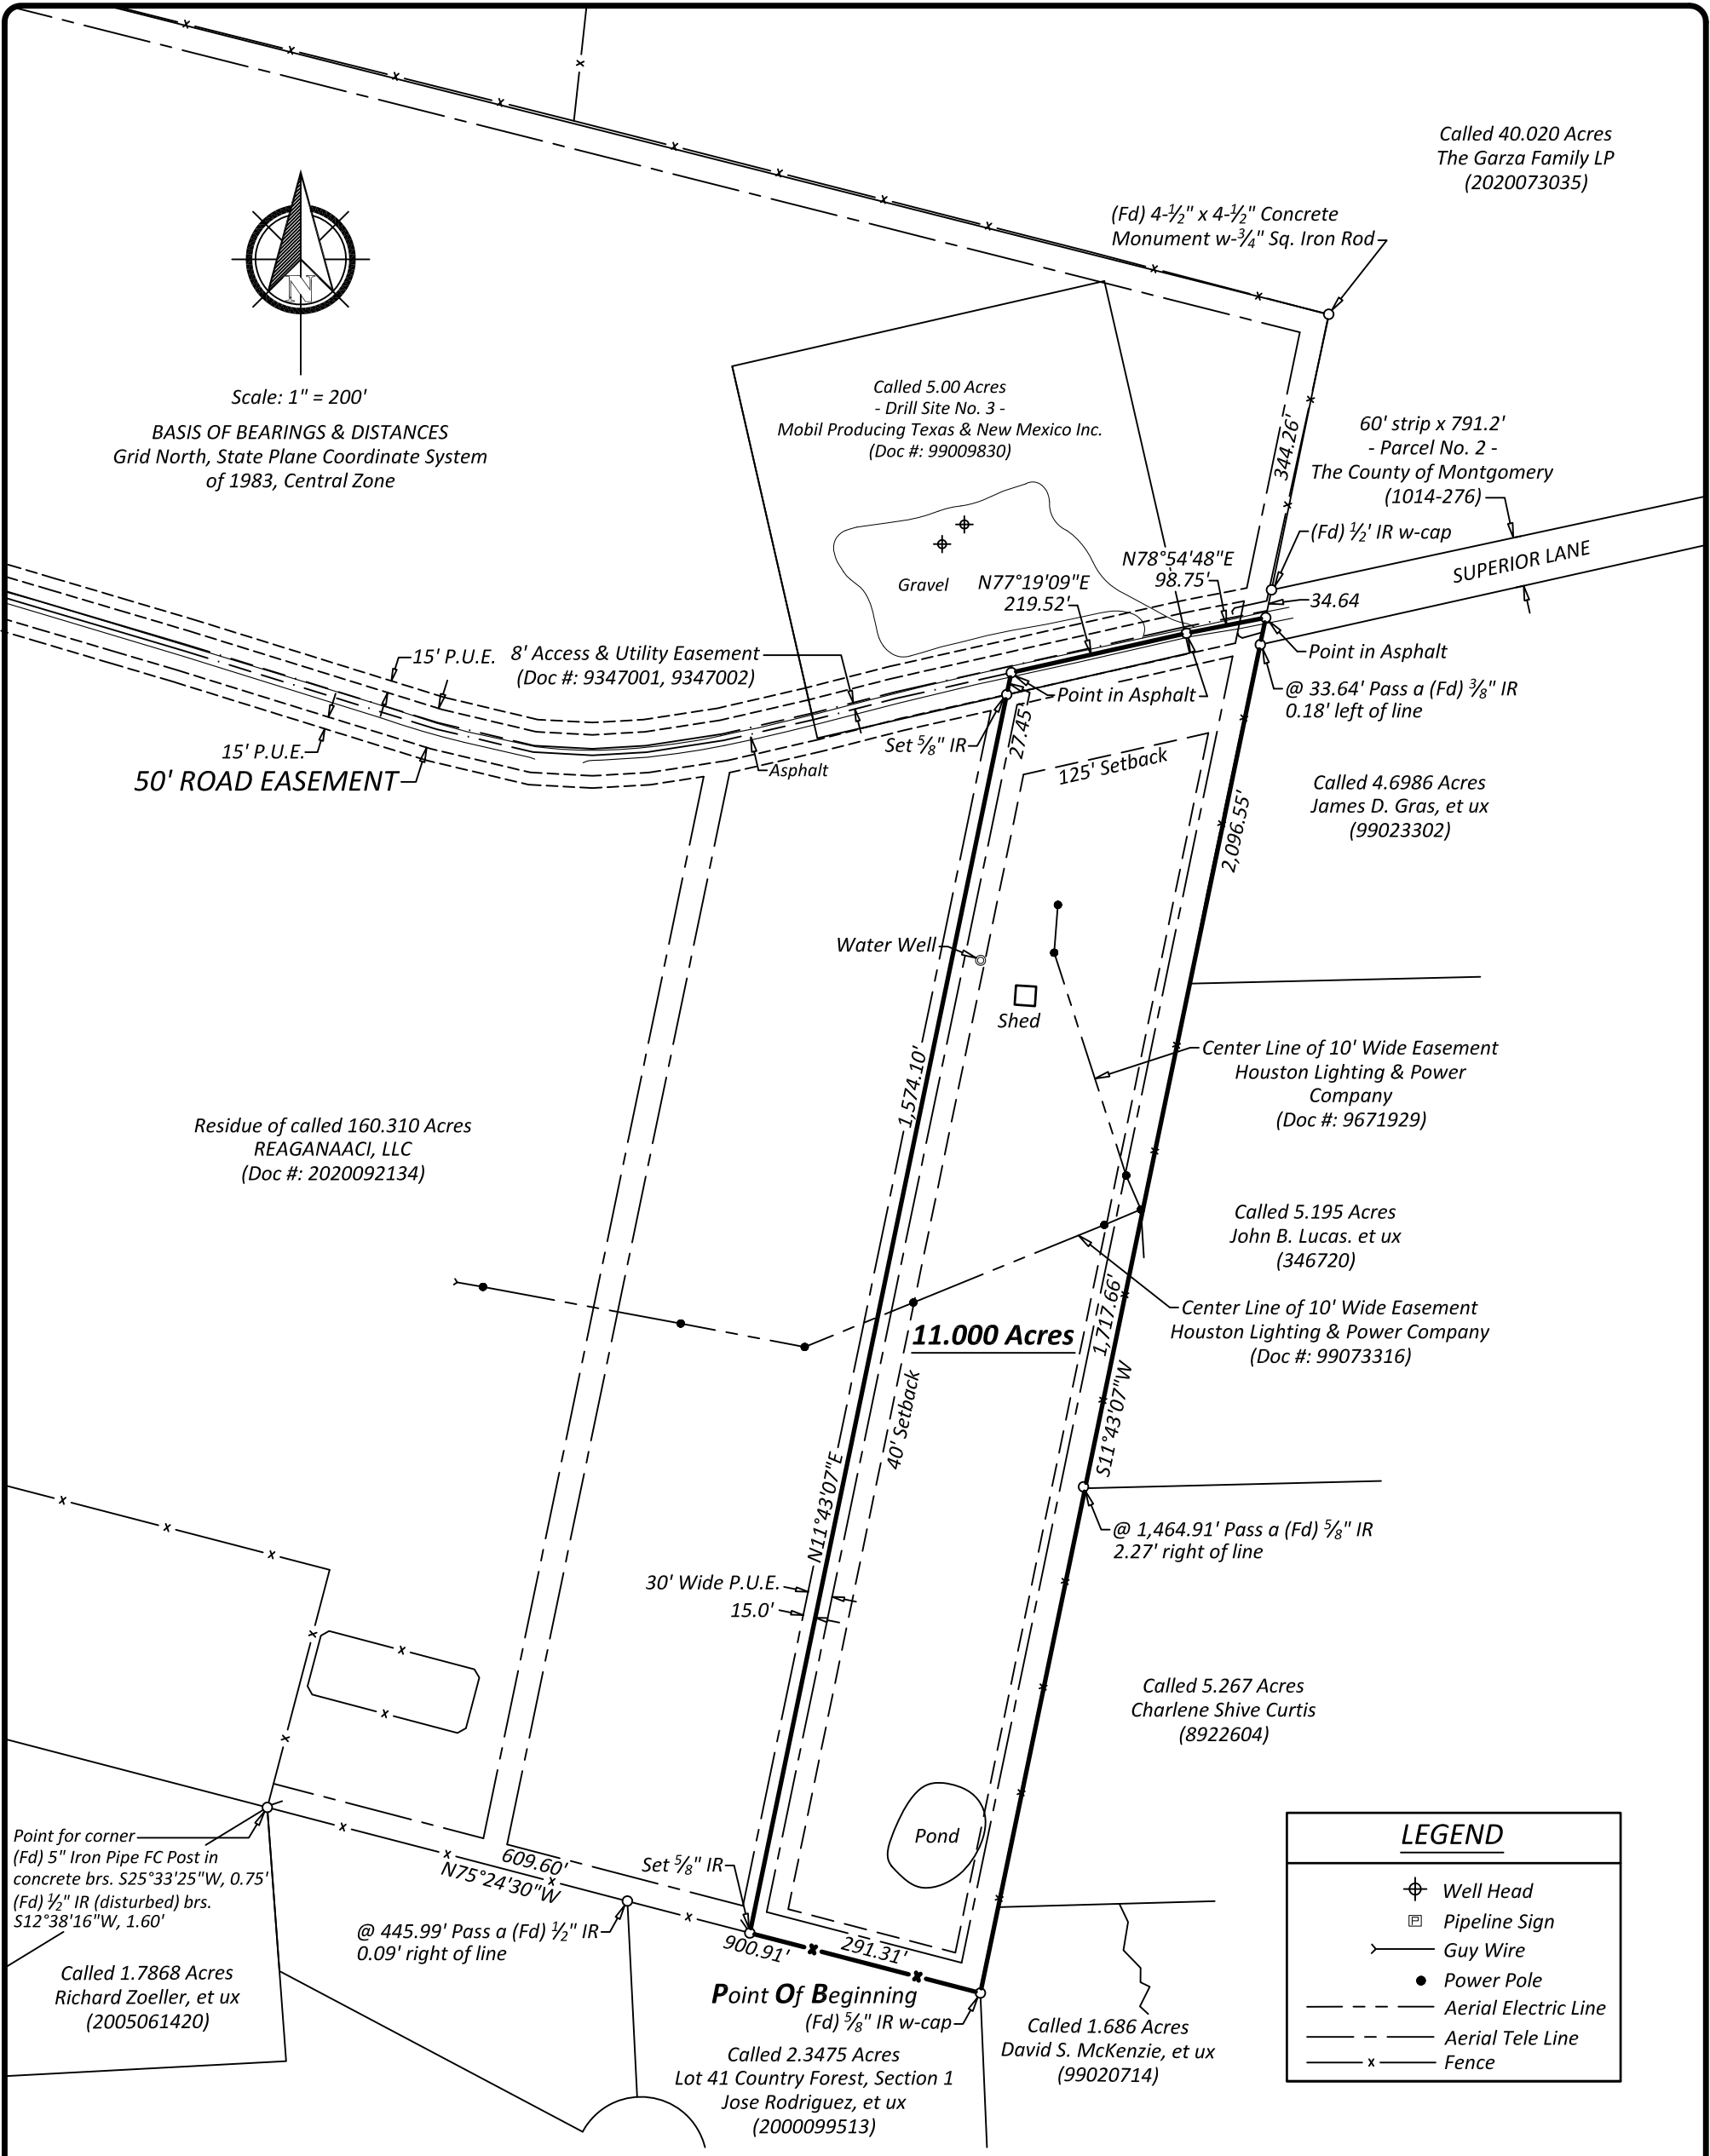 Called 40.020 Acres
The Garza Family LP
(2020073035)
(Fd) 4-½" x 4-½" Concrete
Monument w-¾" Sq. Iron Rod
N
Scale: 1" = 200'
BASIS OF BEARINGS & DISTANCES
Grid North, State Plane Coordinate System
of 1983, Central Zone
Called 5.00 Acres
- Drill Site No. 3 -
Mobil Producing Texas & New Mexico Inc.
(Doc #: 99009830)
344.26'
60' strip x 791.2'
- Parcel No. 2 -
The County of Montgomery
(1014-276)
(Fd) ½' IR w-cap
SUPERIOR LANE
Gravel
N77°19'09"E
219.52'
N78°54'48"E
98.75'
34.64
Point in Asphalt
@ 33.64' Pass a (Fd) ⅜" IR
0.18' left of line
15' P.U.E.
8' Access & Utility Easement
(Doc #: 9347001, 9347002)
Point in Asphalt
Set ⅝" IR
27.45'
15' P.U.E.
50' ROAD EASEMENT
Asphalt
125' Setback
Called 4.6986 Acres
James D. Gras, et ux
(99023302)
2,096.55'
Water Well
Shed
Center Line of 10' Wide Easement
Houston Lighting & Power
Company
(Doc #: 9671929)
1,574.10'
Residue of called 160.310 Acres
REAGANAACI, LLC
(Doc #: 2020092134)
Called 5.195 Acres
John B. Lucas. et ux
(346720)
Center Line of 10' Wide Easement
Houston Lighting & Power Company
(Doc #: 99073316)
11.000 Acres
1,717.66'
S11°43'07"W
40' Setback
N11°43'07"E
@ 1,464.91' Pass a (Fd) ⅝" IR
2.27' right of line
30' Wide P.U.E.
15.0'
Called 5.267 Acres
Charlene Shive Curtis
(8922604)
Pond
Point for corner
(Fd) 5" Iron Pipe FC Post in
concrete brs. S25°33'25"W, 0.75'
(Fd) ½" IR (disturbed) brs.
S12°38'16"W, 1.60'
609.60'
N75°24'30"W
Set ⅝" IR
@ 445.99' Pass a (Fd) ½" IR
0.09' right of line
900.91'
291.31'
Point Of Beginning
(Fd) ⅝" IR w-cap
Called 1.7868 Acres
Richard Zoeller, et ux
(2005061420)
Called 2.3475 Acres
Lot 41 Country Forest, Section 1
Jose Rodriguez, et ux
(2000099513)
Called 1.686 Acres
David S. McKenzie, et ux
(99020714)
LEGEND
Well Head
P Pipeline Sign
Guy Wire
Power Pole
Aerial Electric Line
Aerial Tele Line
Fence